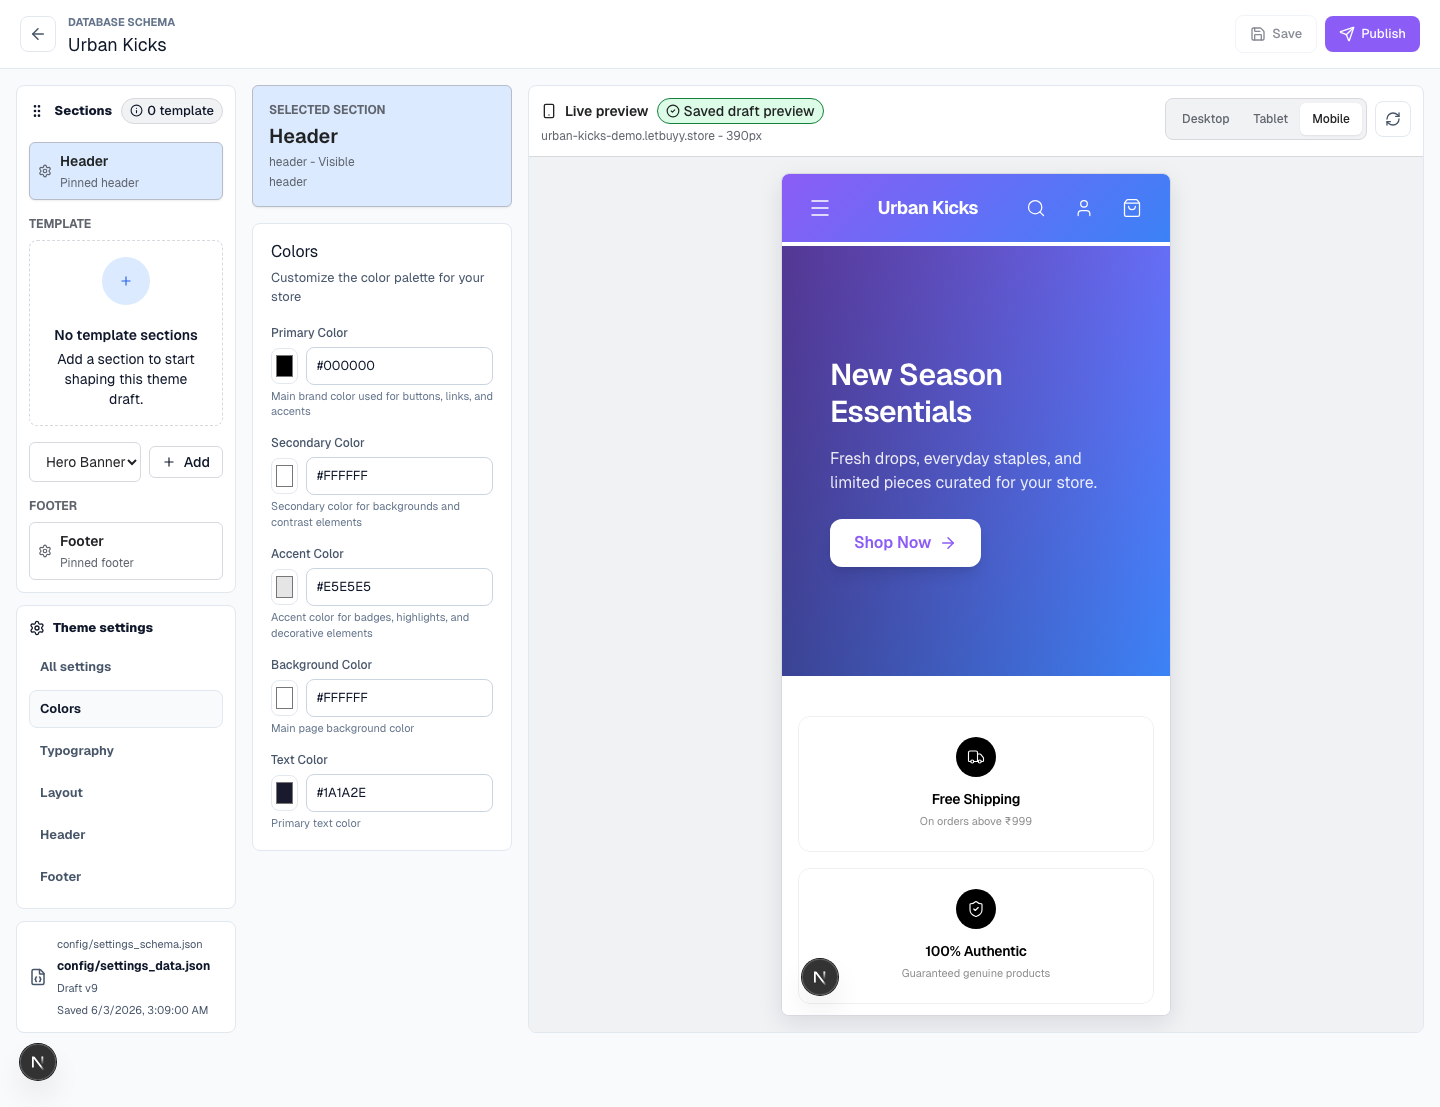 DATABASE SCHEMA
Urban Kicks
Save
Publish
Sections
0 template
Header
Pinned header
TEMPLATE
No template sections
Add a section to start
shaping this theme
draft.
Hero Banner
Add
FOOTER
Footer
Pinned footer
Theme settings
All settings
Colors
Typography
Layout
Header
Footer
config/settings_schema.json
config/settings_data.json
Draft v9
Saved 6/3/2026, 3:09:00 AM
N
SELECTED SECTION
Header
header - Visible
header
Colors
Customize the color palette for your
store
Primary Color
#000000
Main brand color used for buttons, links, and
accents
Secondary Color
#FFFFFF
Secondary color for backgrounds and
contrast elements
Accent Color
#E5E5E5
Accent color for badges, highlights, and
decorative elements
Background Color
#FFFFFF
Main page background color
Text Color
#1A1A2E
Primary text color
Live preview
Saved draft preview
urban-kicks-demo.letbuyy.store - 390px
Desktop
Tablet
Mobile
Urban Kicks
New Season
Essentials
Fresh drops, everyday staples, and
limited pieces curated for your store.
Shop Now
Free Shipping
On orders above ₹999
100% Authentic
Guaranteed genuine products
N